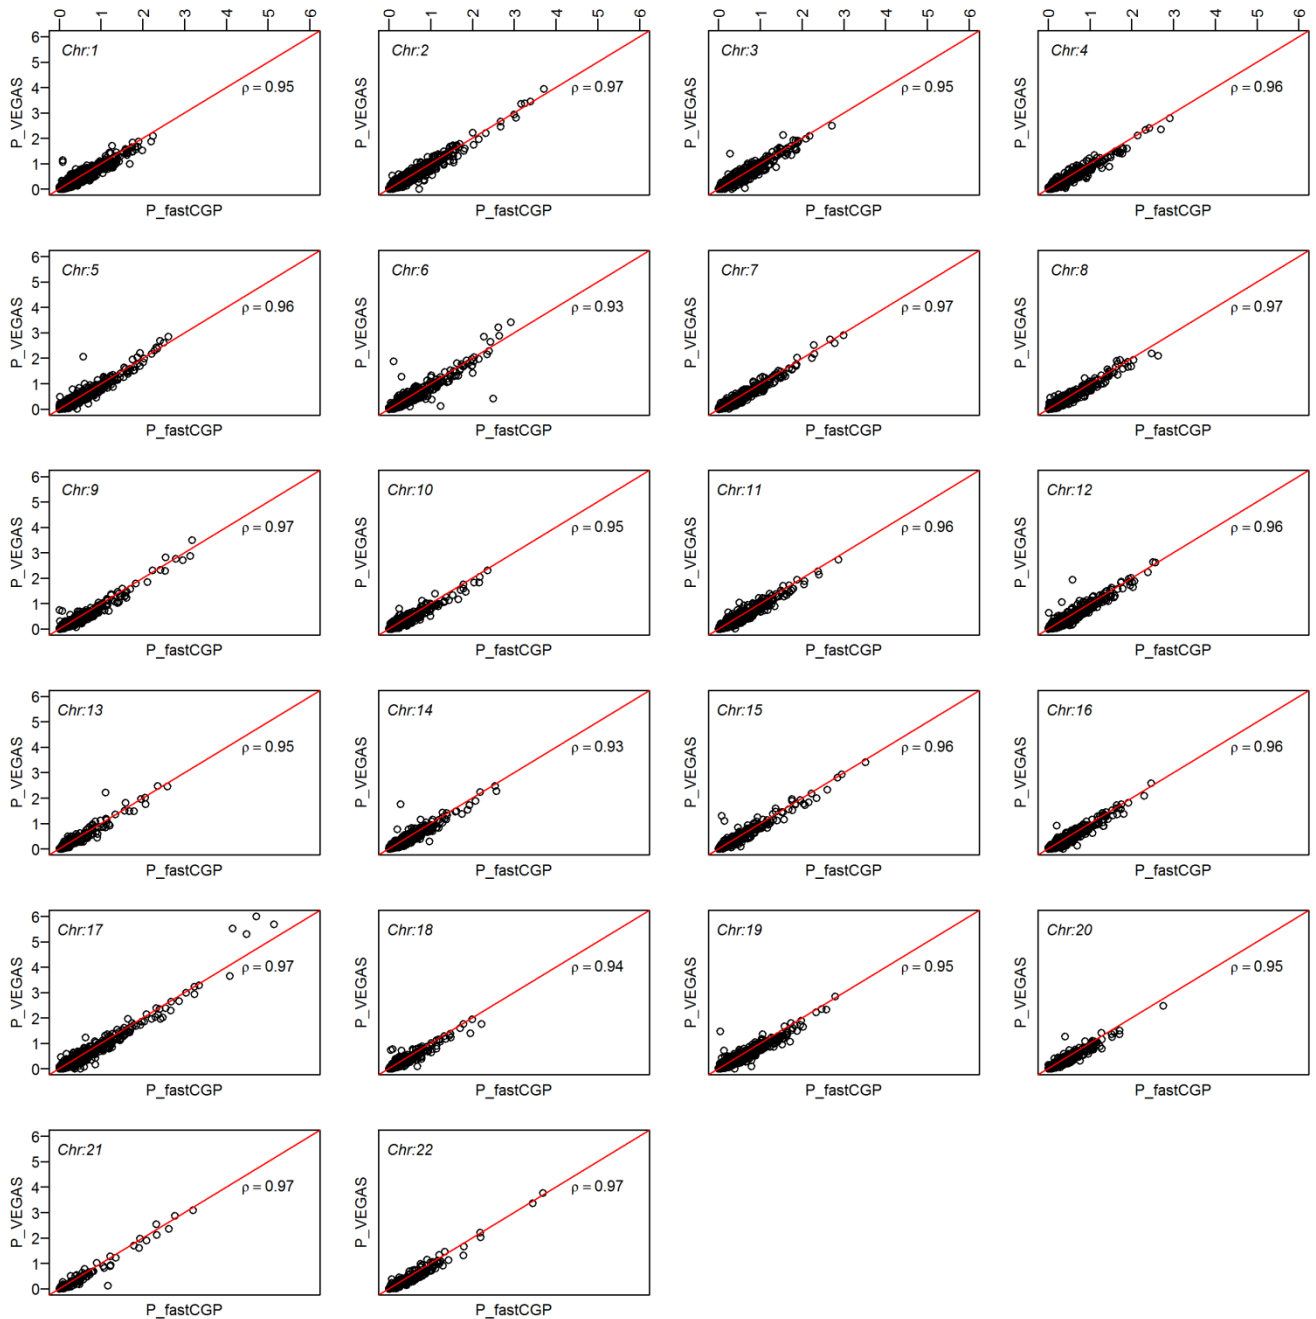 0 1 2 3 4 5 6 0 1 2 3 4 5 6 0 1 2 3 4 5 6 0 1 2 3 4 5 6
6 5 4 3 2 1 0
P_VEGAS
Chr:1
ρ = 0.95
P_fastCGP
P_VEGAS
Chr:2
ρ = 0.97
P_fastCGP
P_VEGAS
Chr:3
ρ = 0.95
P_fastCGP
P_VEGAS
Chr:4
ρ = 0.96
P_fastCGP
6 5 4 3 2 1 0
P_VEGAS
Chr:5
ρ = 0.96
P_fastCGP
P_VEGAS
Chr:6
ρ = 0.93
P_fastCGP
P_VEGAS
Chr:7
ρ = 0.97
P_fastCGP
P_VEGAS
Chr:8
ρ = 0.97
P_fastCGP
6 5 4 3 2 1 0
P_VEGAS
Chr:9
ρ = 0.97
P_fastCGP
P_VEGAS
Chr:10
ρ = 0.95
P_fastCGP
P_VEGAS
Chr:11
ρ = 0.96
P_fastCGP
P_VEGAS
Chr:12
ρ = 0.96
P_fastCGP
6 5 4 3 2 1 0
P_VEGAS
Chr:13
ρ = 0.95
P_fastCGP
P_VEGAS
Chr:14
ρ = 0.93
P_fastCGP
P_VEGAS
Chr:15
ρ = 0.96
P_fastCGP
P_VEGAS
Chr:16
ρ = 0.96
P_fastCGP
6 5 4 3 2 1 0
P_VEGAS
Chr:17
ρ = 0.97
P_fastCGP
P_VEGAS
Chr:18
ρ = 0.94
P_fastCGP
P_VEGAS
Chr:19
ρ = 0.95
P_fastCGP
P_VEGAS
Chr:20
ρ = 0.95
P_fastCGP
6 5 4 3 2 1 0
P_VEGAS
Chr:21
ρ = 0.97
P_fastCGP
P_VEGAS
Chr:22
ρ = 0.97
P_fastCGP